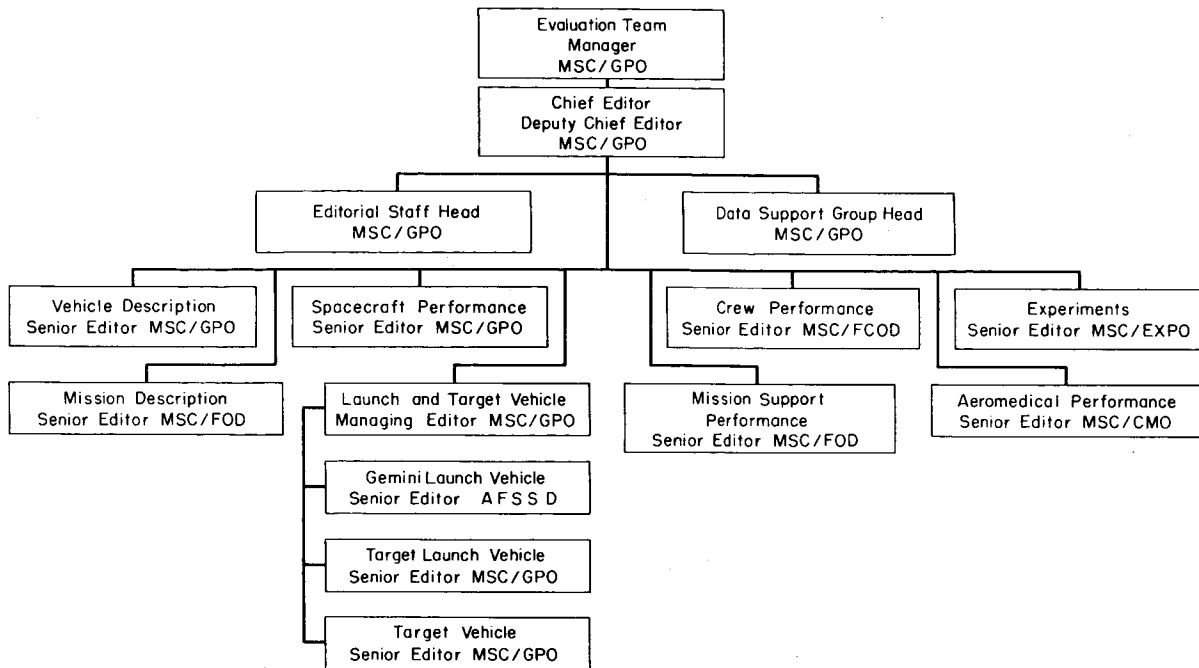 Evaluation Team
Manager
MSC/GPO
Chief Editor
Deputy Chief Editor
MSC/GPO
Editorial Staff Head
MSC/GPO
Data Support Group Head
MSC/GPO
Vehicle Description
Senior Editor MSC/GPO
Spacecraft Performance
Senior Editor MSC/GPO
Crew Performance
Senior Editor MSC/FCOD
Experiments
Senior Editor MSC/EXPO
Mission Description
Senior Editor MSC/FOD
Launch and Target Vehicle
Managing Editor MSC/GPO
Mission Support
Performance
Senior Editor MSC/FOD
Aeromedical Performance
Senior Editor MSC/CMO
Gemini Launch Vehicle
Senior Editor AFSSD
Target Launch Vehicle
Senior Editor MSC/GPO
Target Vehicle
Senior Editor MSC/GPO